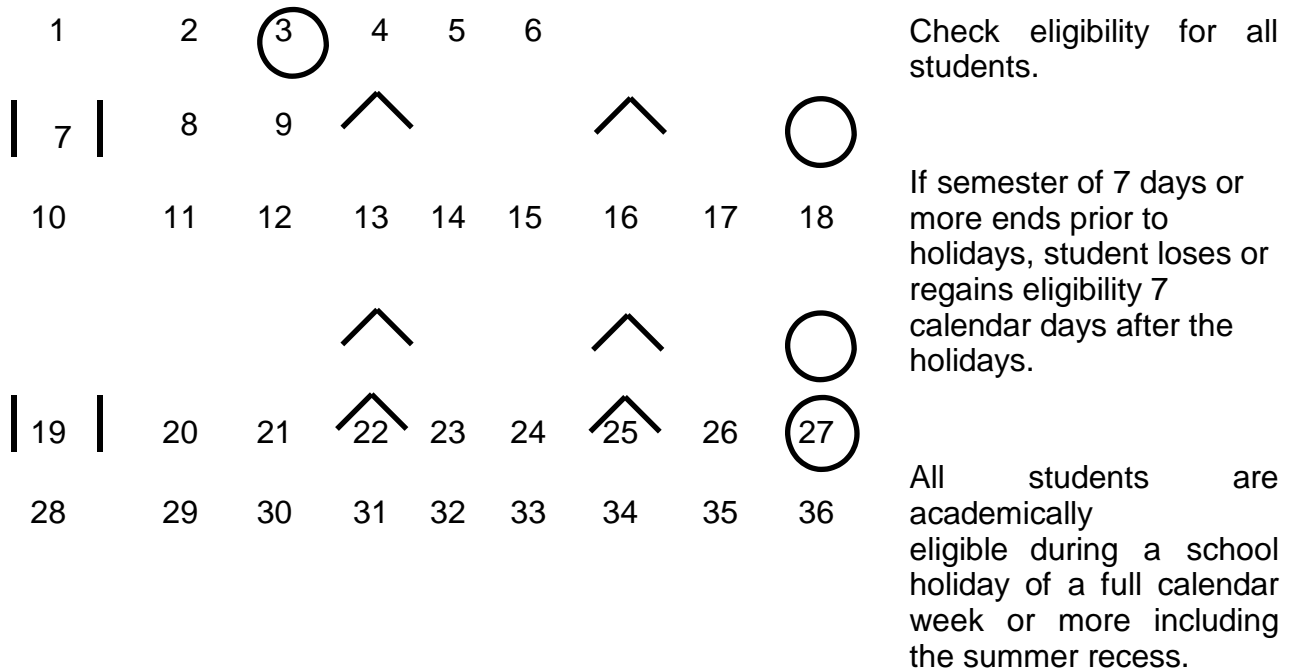 1 2 3 4 5 6
Check eligibility for all
students.
7 8 9
If semester of 7 days or
more ends prior to
holidays, student loses or
regains eligibility 7
calendar days after the
holidays.
10 11 12 13 14 15 16 17 18
19 20 21 22 23 24 25 26 27
All students are
academically
eligible during a school
holiday of a full calendar
week or more including
the summer recess.
28 29 30 31 32 33 34 35 36